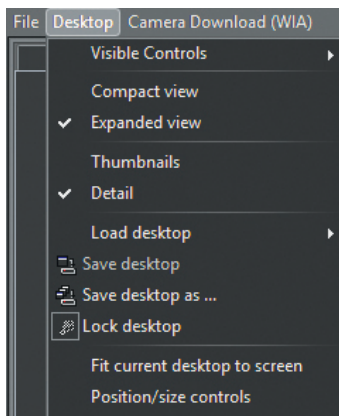 File Desktop Camera Download (WIA)
Visible Controls
Compact view
Expanded view
Thumbnails
Detail
Load desktop
Save desktop
Save desktop as ...
Lock desktop
Fit current desktop to screen
Position/size controls